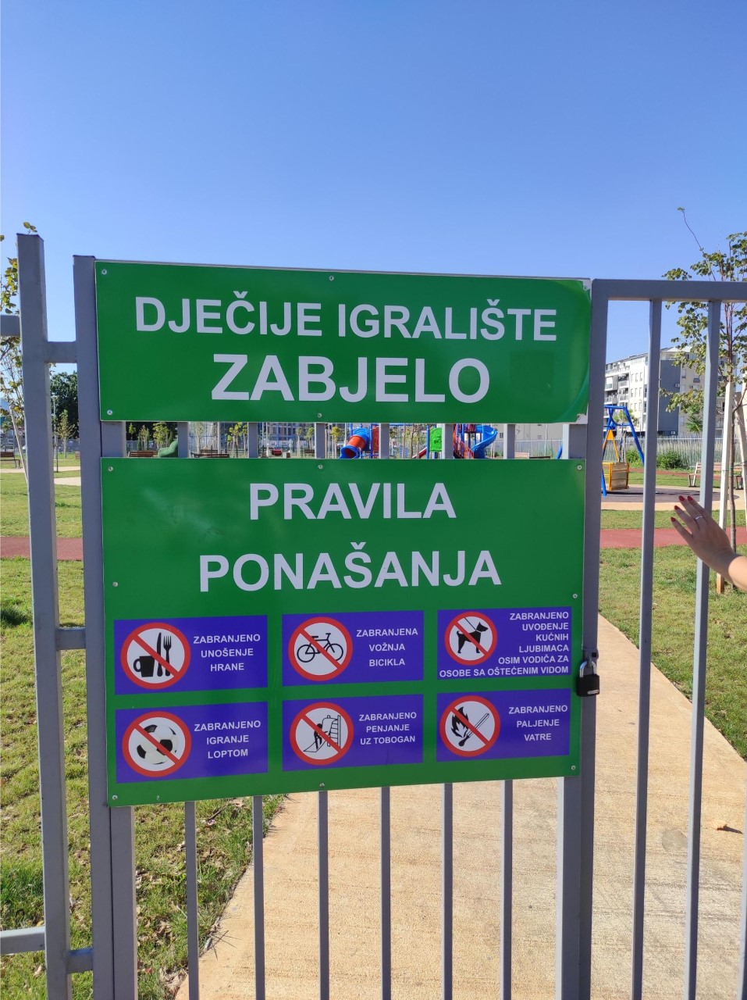 DJEČIJE IGRALIŠTE
ZABJELO
PRAVILA
PONAŠANJA
ZABRANJENO
UNOŠENJE
HRANE
ZABRANJENA
VOŽNJA
BICIKLA
ZABRANJENO
UVOĐENJE
KUĆNIH
LJUBIMACA
OSIM VODIČA ZA
OSOBE SA OŠTEĆENIM VIDOM
ZABRANJENO
IGRANJE
LOPTOM
ZABRANJENO
PENJANJE
UZ TOBOGAN
ZABRANJENO
PALJENJE
VATRE